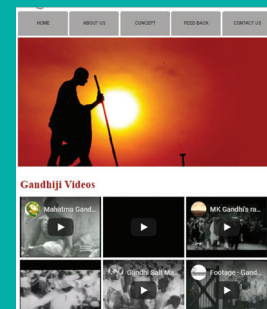 HOME ABOUT US CONCEPT FEED BACK CONTACT US
Gandhiji Videos
Mahatma Gand... MK Gandhi's ra...
Gandhi Salt Ma... Footage - Gand...